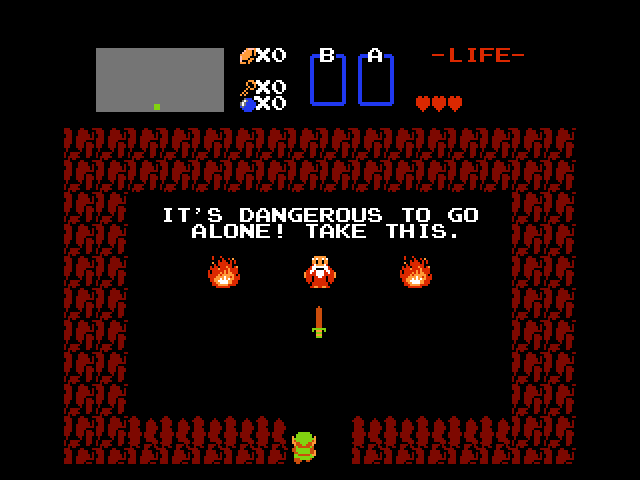 X0
B A -LIFE-
X0
X0
IT'S DANGEROUS TO GO
ALONE! TAKE THIS.